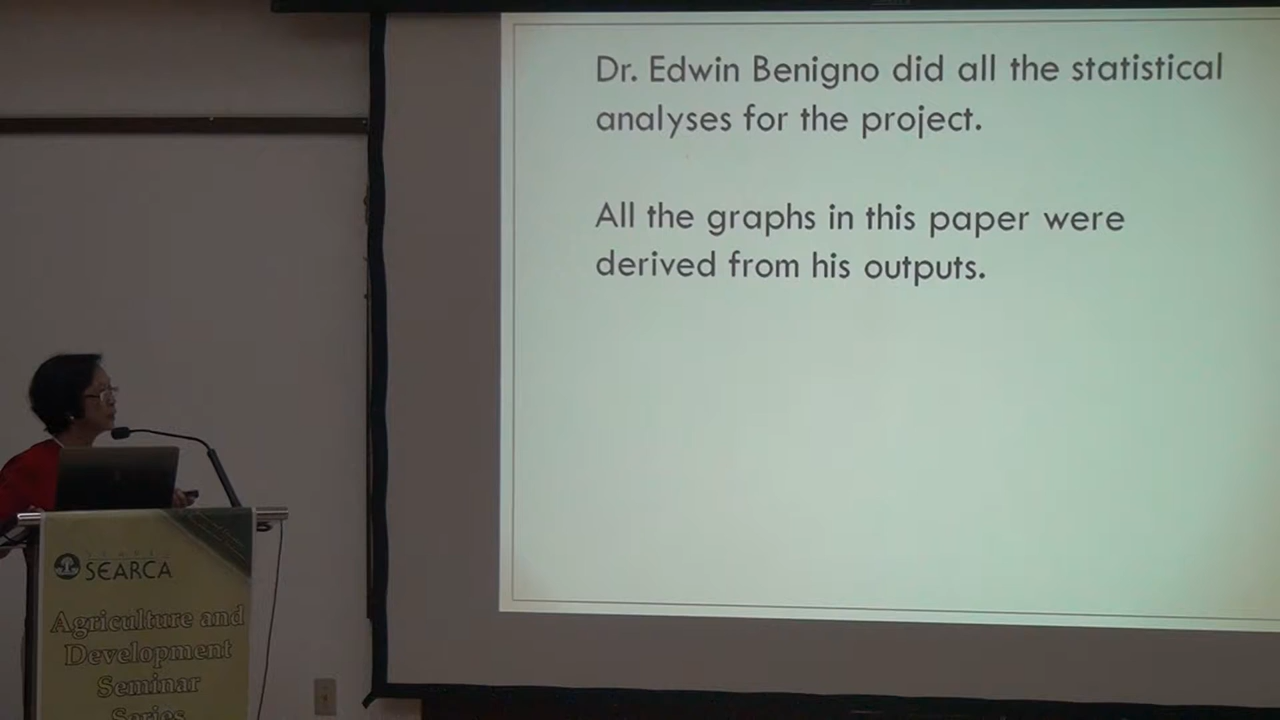 Dr. Edwin Benigno did all the statistical
analyses for the project.
All the graphs in this paper were
derived from his outputs.
SEARCA
Agriculture and
Development
Seminar
Series